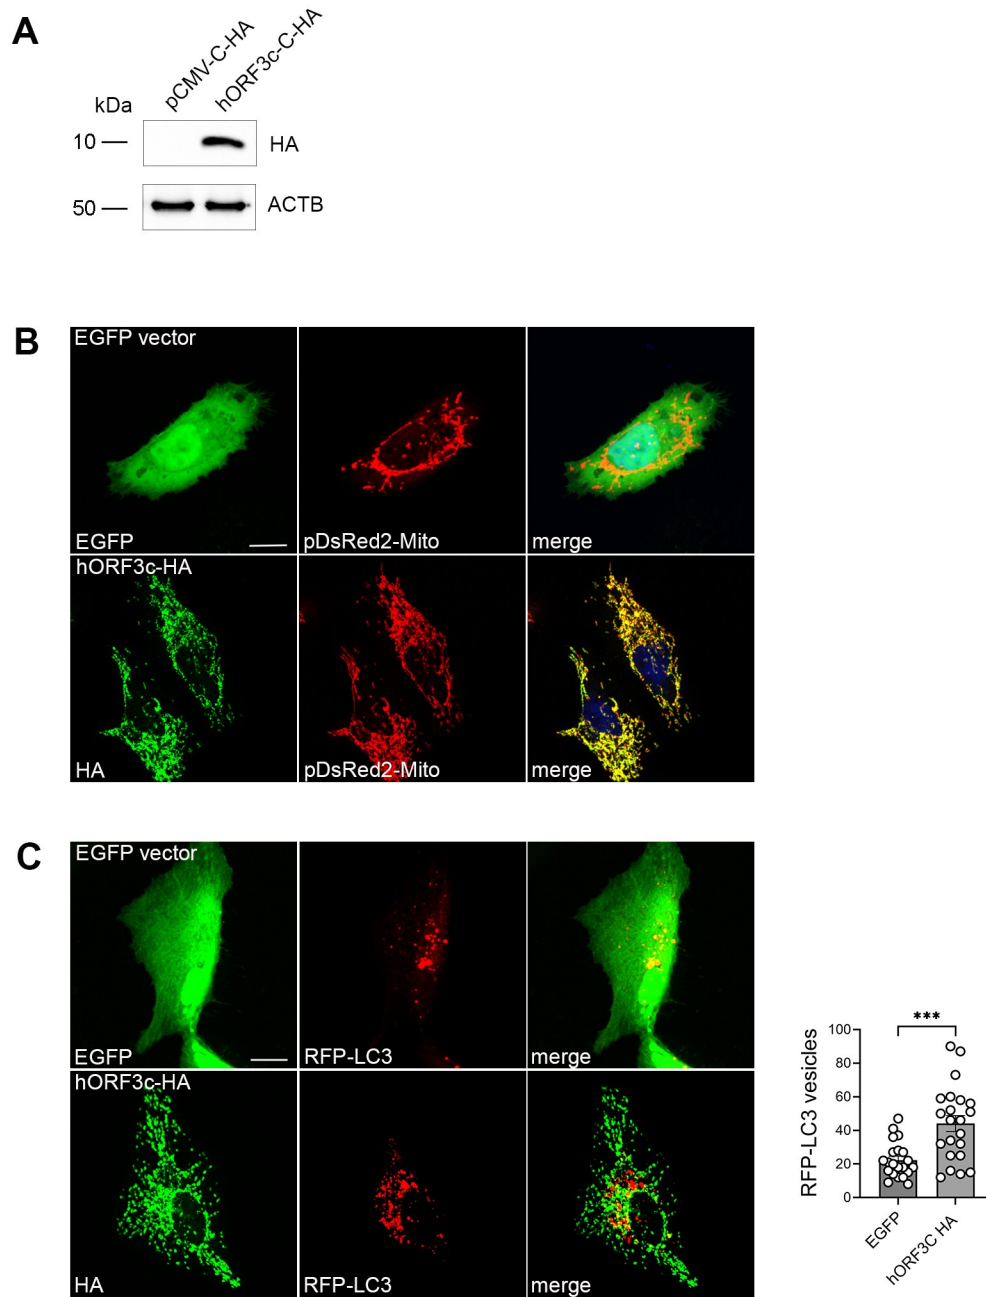 A
pCMV-C-HA
hORF3c-C-HA
kDa
10
HA
50
ACTB
B
EGFP vector
EGFP
pDsRed2-Mito
merge
hORF3c-HA
HA
pDsRed2-Mito
merge
C
EGFP vector
EGFP
RFP-LC3
merge
hORF3c-HA
HA
RFP-LC3
merge
***
100
80
60
40
20
0
RFP-LC3 vesicles
EGFP
hORF3C HA